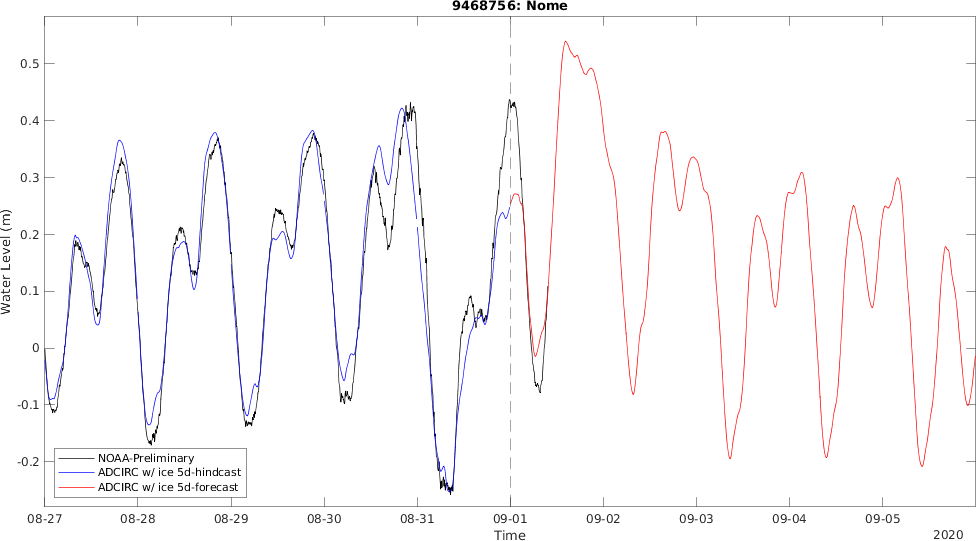 9468756: Nome
0.5
0.4
0.3
0.2
0.1
0
-0.1
-0.2
Water Level (m)
NOAA-Preliminary
ADCIRC w/ ice 5d-hindcast
ADCIRC w/ ice 5d-forecast
08-27 08-28 08-29 08-30 08-31 09-01 09-02 09-03 09-04 09-05
Time
2020